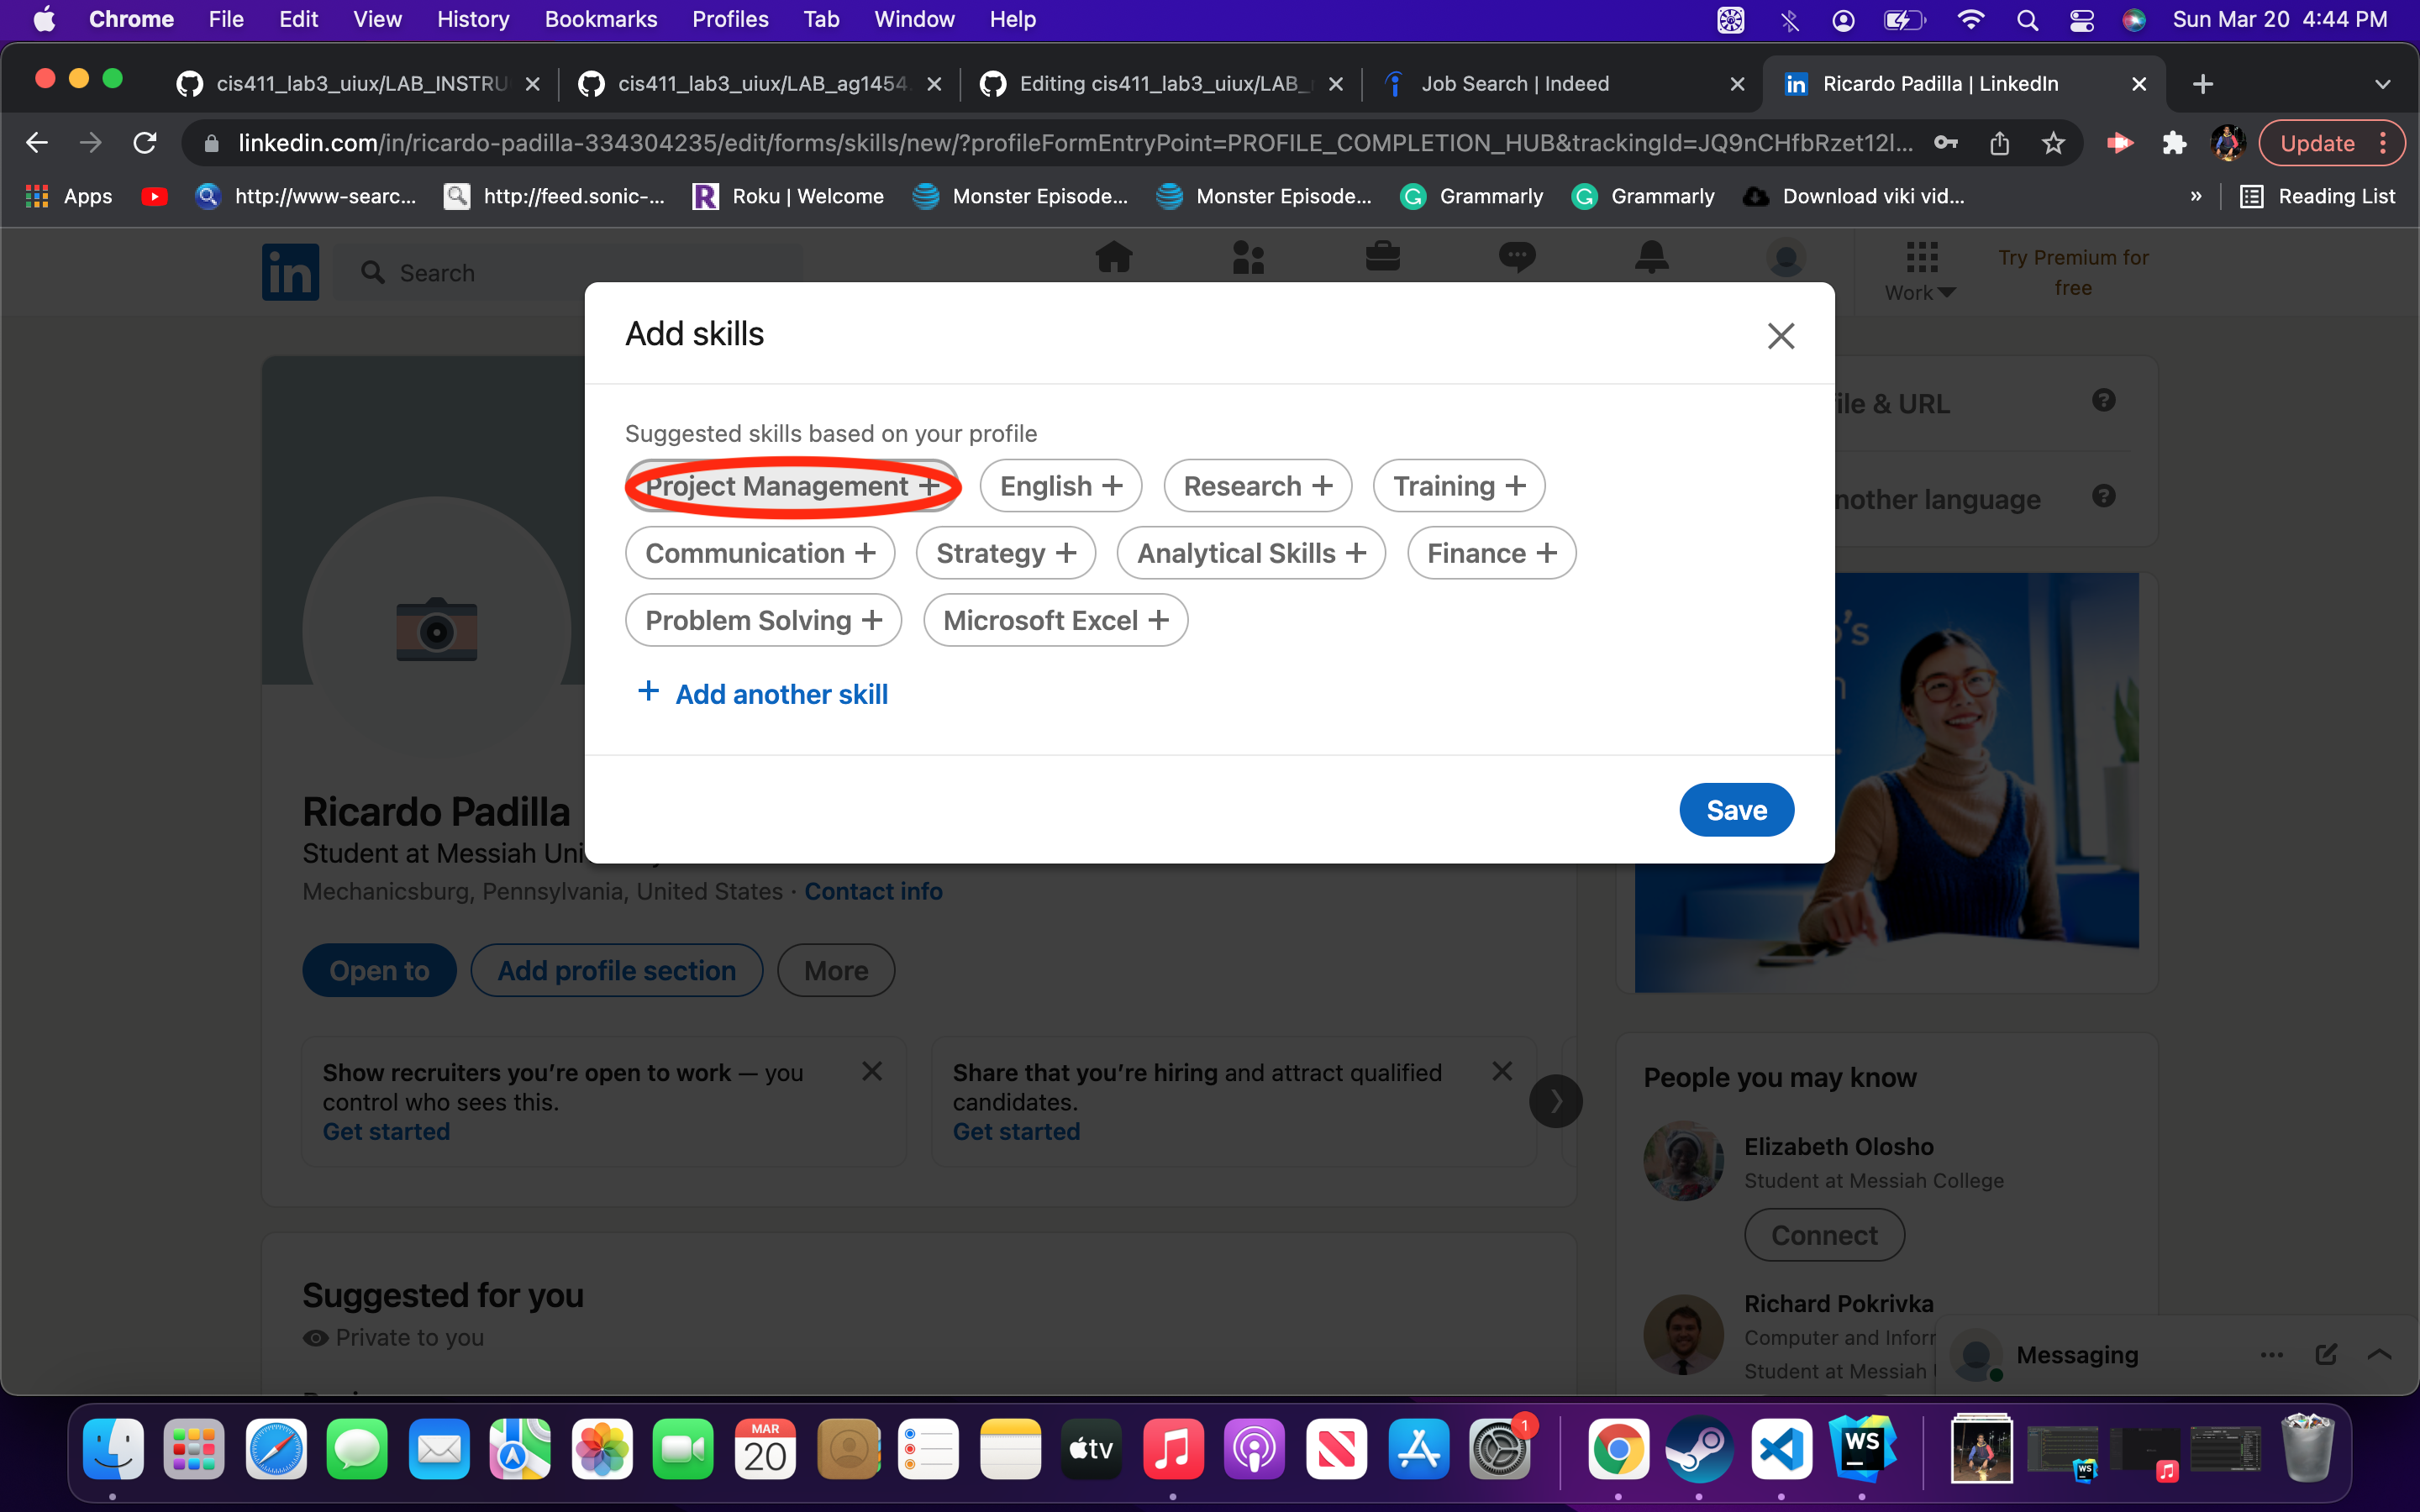 Chrome File Edit View History Bookmarks Profiles Tab Window Help Sun Mar 20 4:44 PM
cis411_lab3_uiux/LAB_INSTRU cis411_lab3_uiux/LAB_ag1454. Editing cis411_lab3_uiux/LAB_ Job Search | Indeed Ricardo Padilla | LinkedIn
linkedin.com/in/ricardo-padilla-334304235/edit/forms/skills/new/?profileFormEntryPoint=PROFILE_COMPLETION_HUB&trackingId=JQ9nCHfbRzet12I... Update
Apps http://www-searc... http://feed.sonic-... Roku | Welcome Monster Episode... Monster Episode... Grammarly Grammarly Download viki vid... » Reading List
in Search Work Try Premium for
free
Add skills
Suggested skills based on your profile
Project Management + English + Research + Training +
Communication + Strategy + Analytical Skills + Finance +
Problem Solving + Microsoft Excel +
+ Add another skill
Save
ile & URL
nother language
Ricardo Padilla
Student at Messiah Uni
Mechanicsburg, Pennsylvania, United States · Contact info
Open to Add profile section More
Show recruiters you're open to work — you
control who sees this.
Get started
Share that you're hiring and attract qualified
candidates.
Get started
People you may know
Elizabeth Olosho
Student at Messiah College
Connect
Richard Pokrivka
Computer and Infor
Student at Messiah
Suggested for you
Private to you
Messaging
MAR
20
tv
1
WS